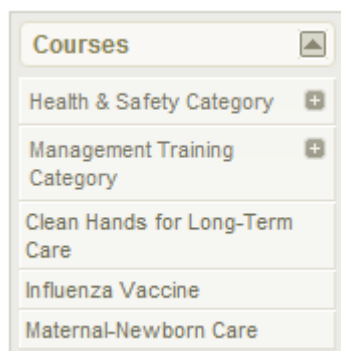 Courses
Health & Safety Category
Management Training
Category
Clean Hands for Long-Term
Care
Influenza Vaccine
Maternal-Newborn Care